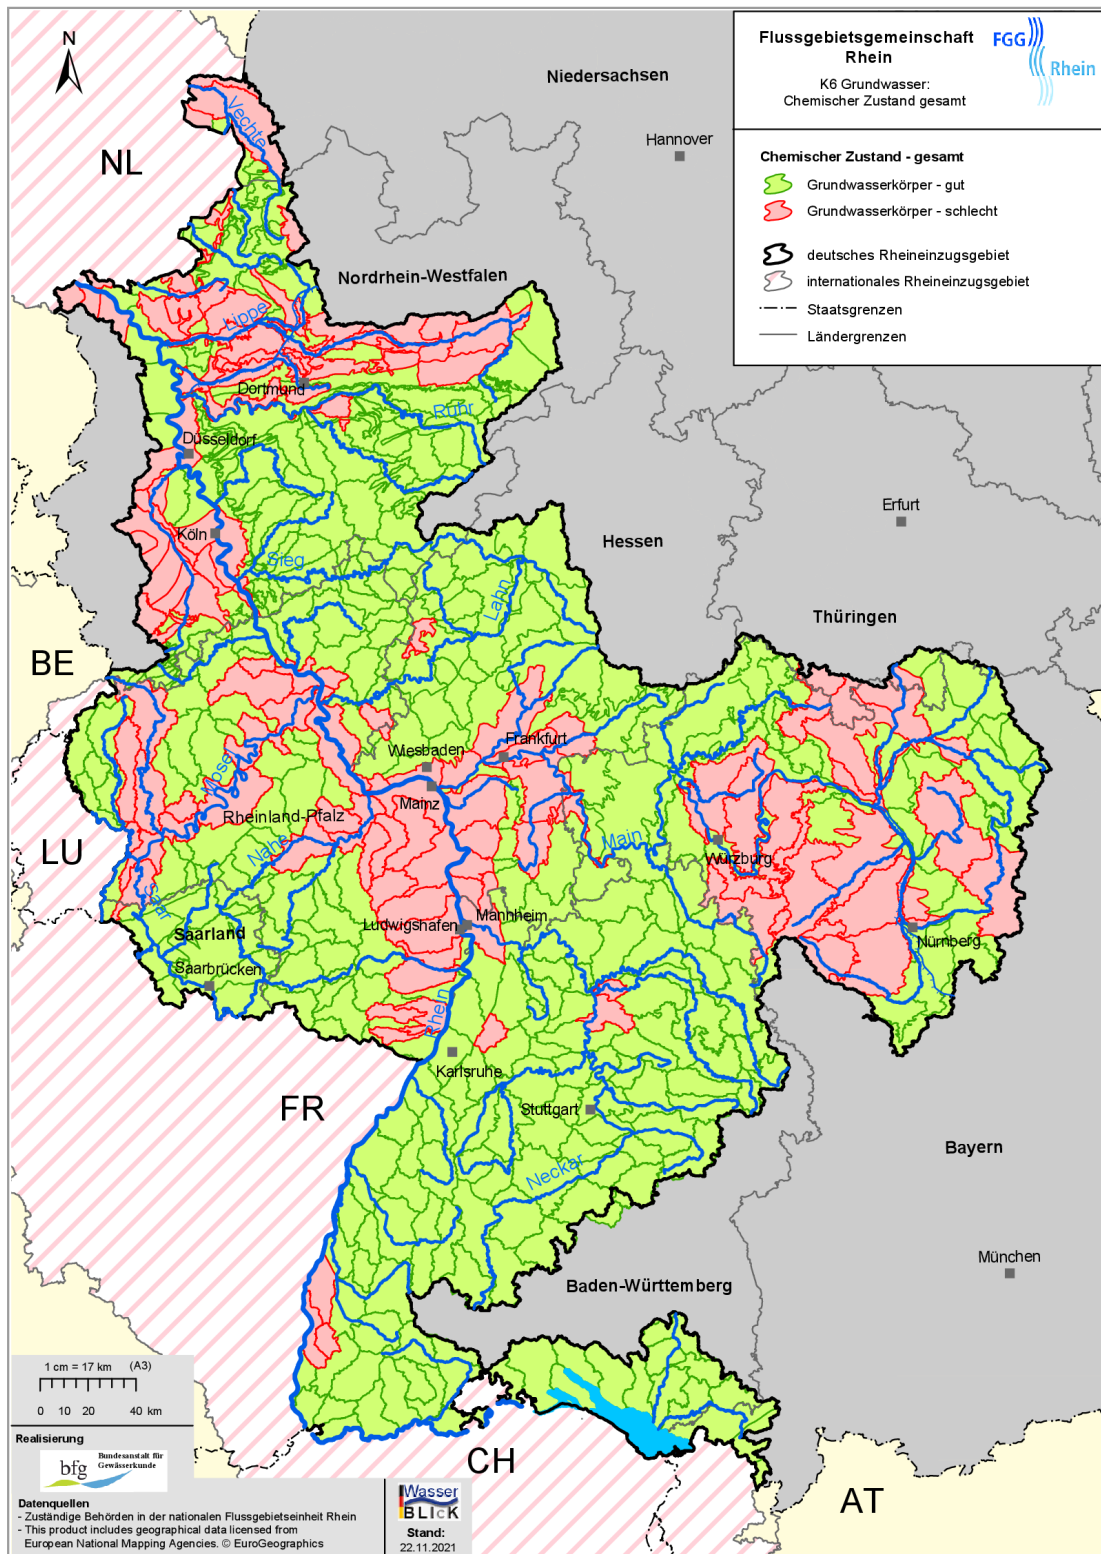 Flussgebietsgemeinschaft
Rhein
K6 Grundwasser:
Chemischer Zustand gesamt
FGG
Rhein
Chemischer Zustand - gesamt
Grundwasserkörper - gut
Grundwasserkörper - schlecht
deutsches Rheineinzugsgebiet
internationales Rheineinzugsgebiet
Staatsgrenzen
Ländergrenzen
N
Niedersachsen
Hannover
Vechte
NL
Nordrhein-Westfalen
Lippe
Dortmund
Ruhr
Düsseldorf
Erfurt
Köln
Hessen
Sieg
Lahn
Thüringen
BE
Wiesbaden
Frankfurt
Mosel
Mainz
Rheinland-Pfalz
Main
LU
Nahe
Würzburg
Saar
Mannheim
Ludwigshafen
Saarland
Nürnberg
Saarbrücken
Rhein
Karlsruhe
FR
Stuttgart
Bayern
Neckar
München
Baden-Württemberg
CH
AT
1 cm = 17 km (A3)
0 10 20 40 km
Realisierung
bfg
Bundesanstalt für
Gewässerkunde
Datenquellen
- Zuständige Behörden in der nationalen Flussgebietseinheit Rhein
- This product includes geographical data licensed from
European National Mapping Agencies. © EuroGeographics
Wasser
BLIcK
Stand:
22.11.2021